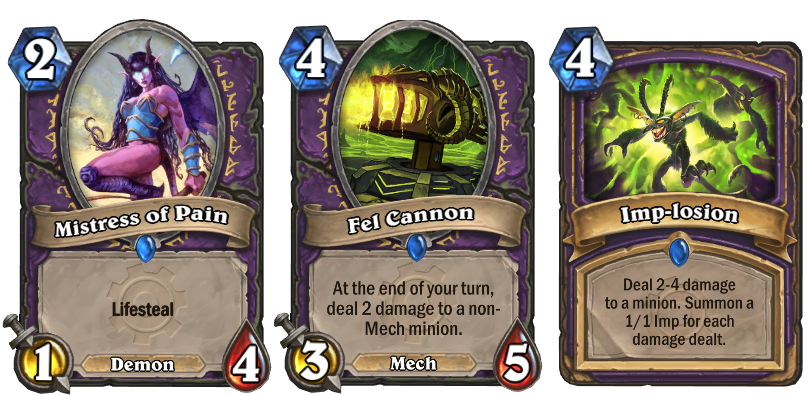 2
Mistress of Pain
Lifesteal
1
Demon
4
4
Fel Cannon
At the end of your turn,
deal 2 damage to a non-
Mech minion.
3
Mech
5
4
Imp-losion
Deal 2-4 damage
to a minion. Summon a
1/1 Imp for each
damage dealt.